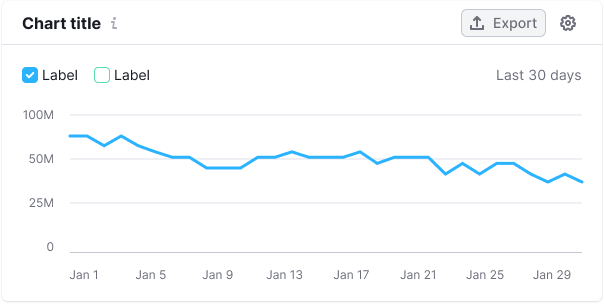 Chart title i Export
Label Label Last 30 days
100M
50M
25M
0
Jan 1 Jan 5 Jan 9 Jan 13 Jan 17 Jan 21 Jan 25 Jan 29